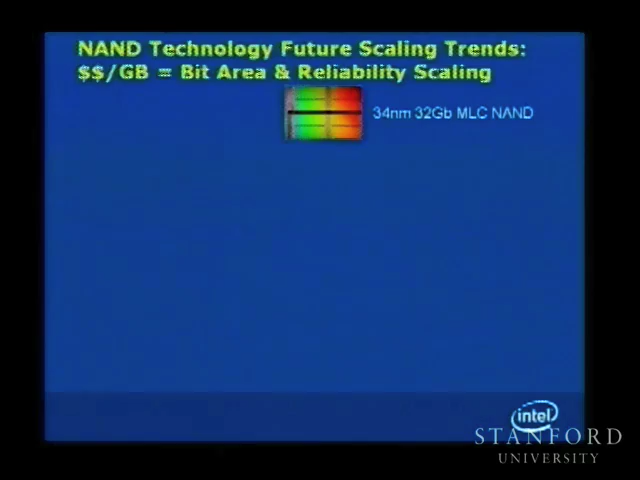 NAND Technology Future Scaling Trends:
$$/GB = Bit Area & Reliability Scaling
34nm 32Gb MLC NAND
intel
STANFORD
UNIVERSITY